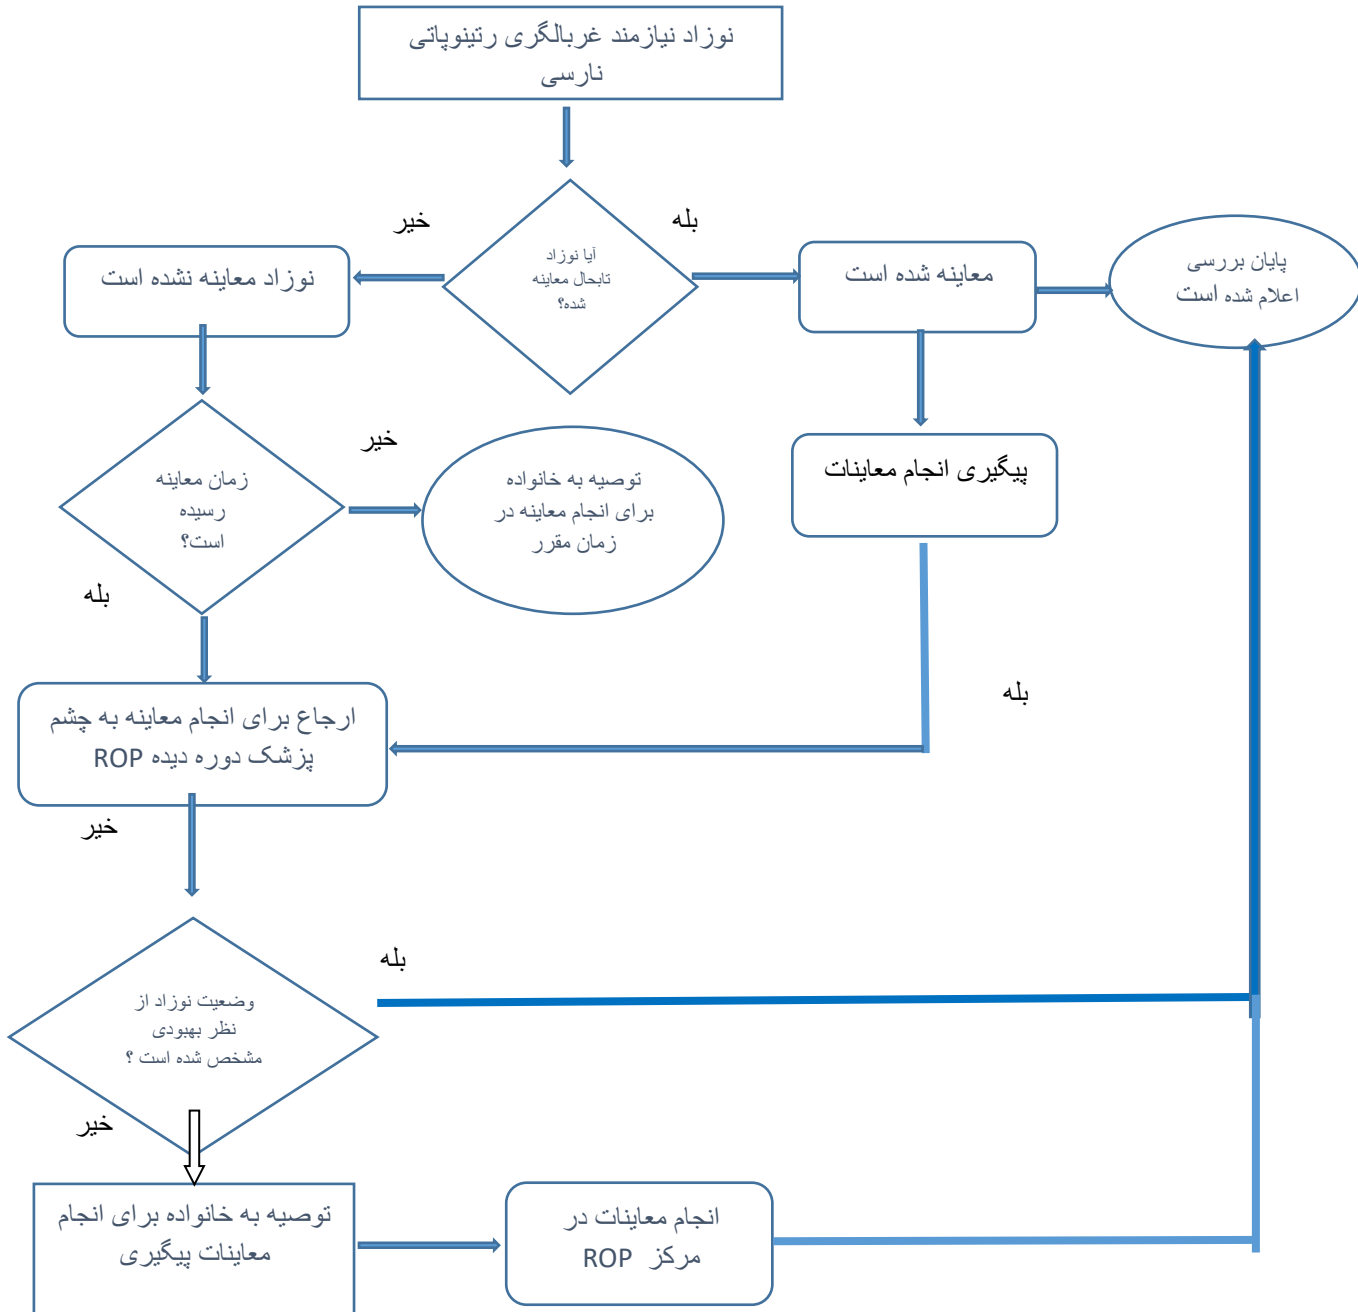 نوزاد نیازمند غربالگری رتینوپاتی
نارسی
خیر
بله
آیا نوزاد
تابحال معاینه
شده؟
نوزاد معاینه نشده است
معاینه شده است
پایان بررسی
اعلام شده است
خیر
زمان معاینه
رسیده
است؟
توصیه به خانواده
برای انجام معاینه در
زمان مقرر
پیگیری انجام معاینات
بله
بله
ارجاع برای انجام معاینه به چشم
پزشک دوره دیده ROP
خیر
بله
وضعیت نوزاد از
نظر بهبودی
مشخص شده است ؟
خیر
توصیه به خانواده برای انجام
معاینات پیگیری
انجام معاینات در
مرکز ROP